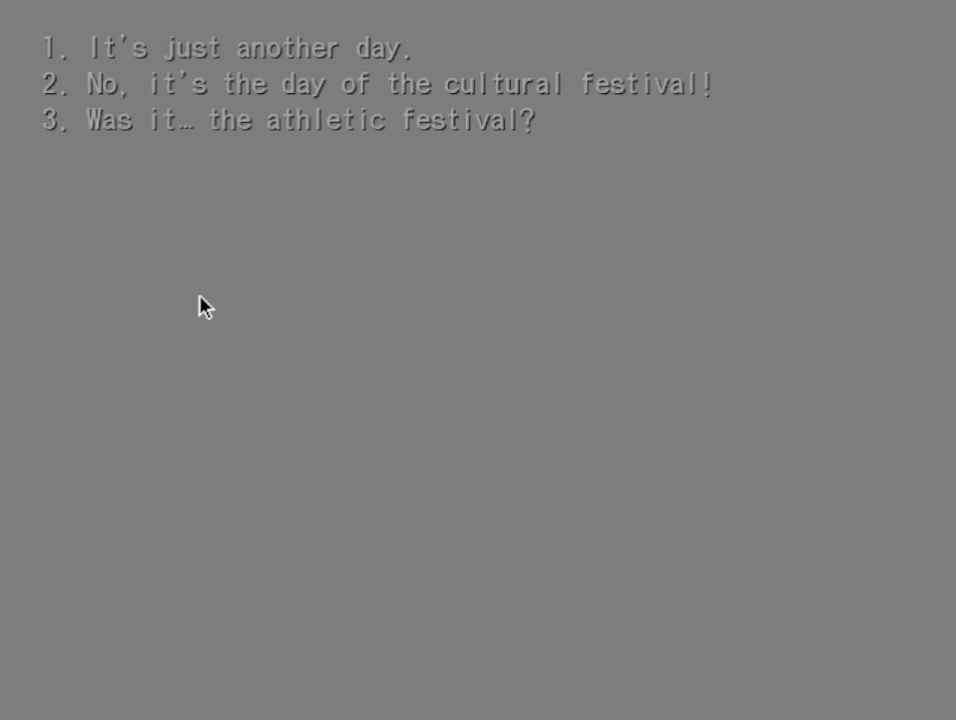 1. It's just another day.
2. No, it's the day of the cultural festival!
3. Was it… the athletic festival?